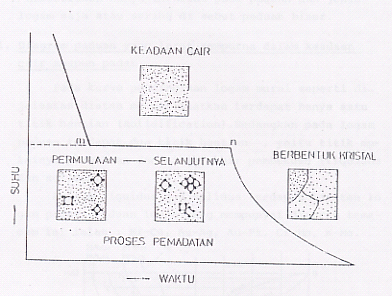 KEADAAN CAIR
m
n
PERMULAAN — SELANJUTNYA
BERBENTUK KRISTAL
SUHU
PROSES PEMADATAN
WAKTU